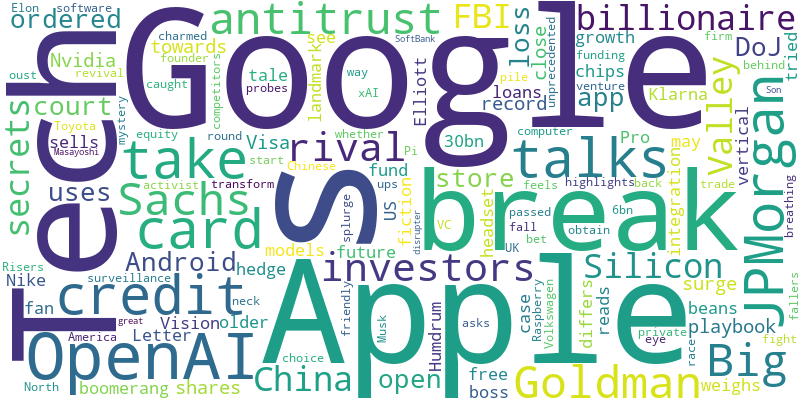 Elon software
ordered
antitrust
FBI
loss
billionaire
Google
Tech
charmed
SoftBank
see
close
growth
firm
towards
landmark
DoJ
oust
revival
Nvidia
founder
tale
Elliott
unprecedented
funding
behind
tried
caught
way
pile
chips
competitors
probes
xAI
loans
venture
Son
court
record
app
Klarna
Valley
JPMorgan
secrets
Toyota
mystery
equity
round
Visa
whether
30bn
computer
sells
rival
talks
Pro
may
vertical
Masayoshi
take
start
Pi
Chinese
fund
store
feels
highlights
back
trade
uses
Sachs
activist
transform
ups
US
fiction
VC
passed
6bn
integration
breathing
card
S
splurge
disrupter
headset
fall
bet
obtain
break
Android
models
future
UK
Risers
hedge
investors
Silicon
Nike
surveillance
Apple
case
Raspberry
Volkswagen
differs
surge
fallers
fan
credit
neck
friendly
Humdrum
reads
private
beans
America
great
Vision
older
Musk
asks
eye
playbook
Letter
choice
races
fight
OpenAI
China
open
free
Big
North
boomerang
shares
boss
Goldman
weighs